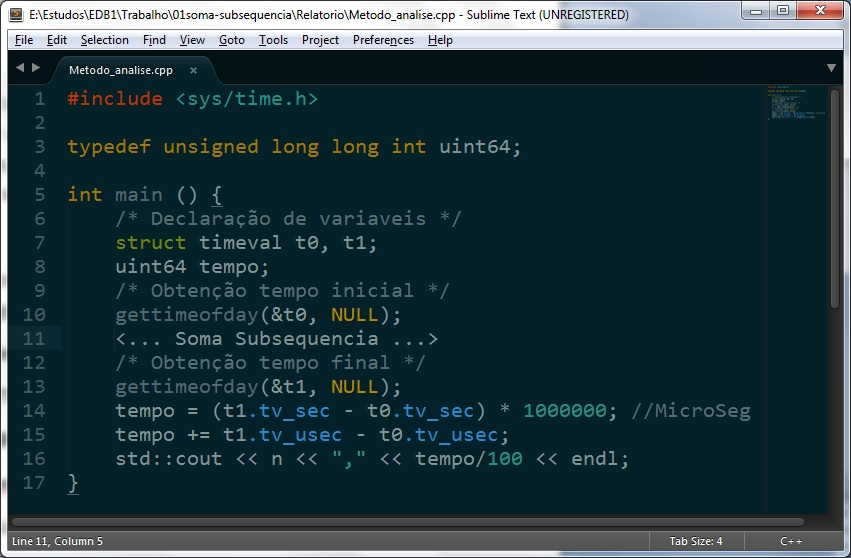 E:\Estudos\EDB1\Trabalho\01soma-subsequencia\Relatorio\Metodo_analise.cpp - Sublime Text (UNREGISTERED)
File Edit Selection Find View Goto Tools Project Preferences Help
Metodo_analise.cpp ×
1 #include <sys/time.h>
2
3 typedef unsigned long long int uint64;
4
5 int main () {
6     /* Declaração de variaveis */
7     struct timeval t0, t1;
8     uint64 tempo;
9     /* Obtenção tempo inicial */
10     gettimeofday(&t0, NULL);
11     <... Soma Subsequencia ...>
12     /* Obtenção tempo final */
13     gettimeofday(&t1, NULL);
14     tempo = (t1.tv_sec - t0.tv_sec) * 1000000; //MicroSeg
15     tempo += t1.tv_usec - t0.tv_usec;
16     std::cout << n << "," << tempo/100 << endl;
17 }
Line 11, Column 5 Tab Size: 4 C++